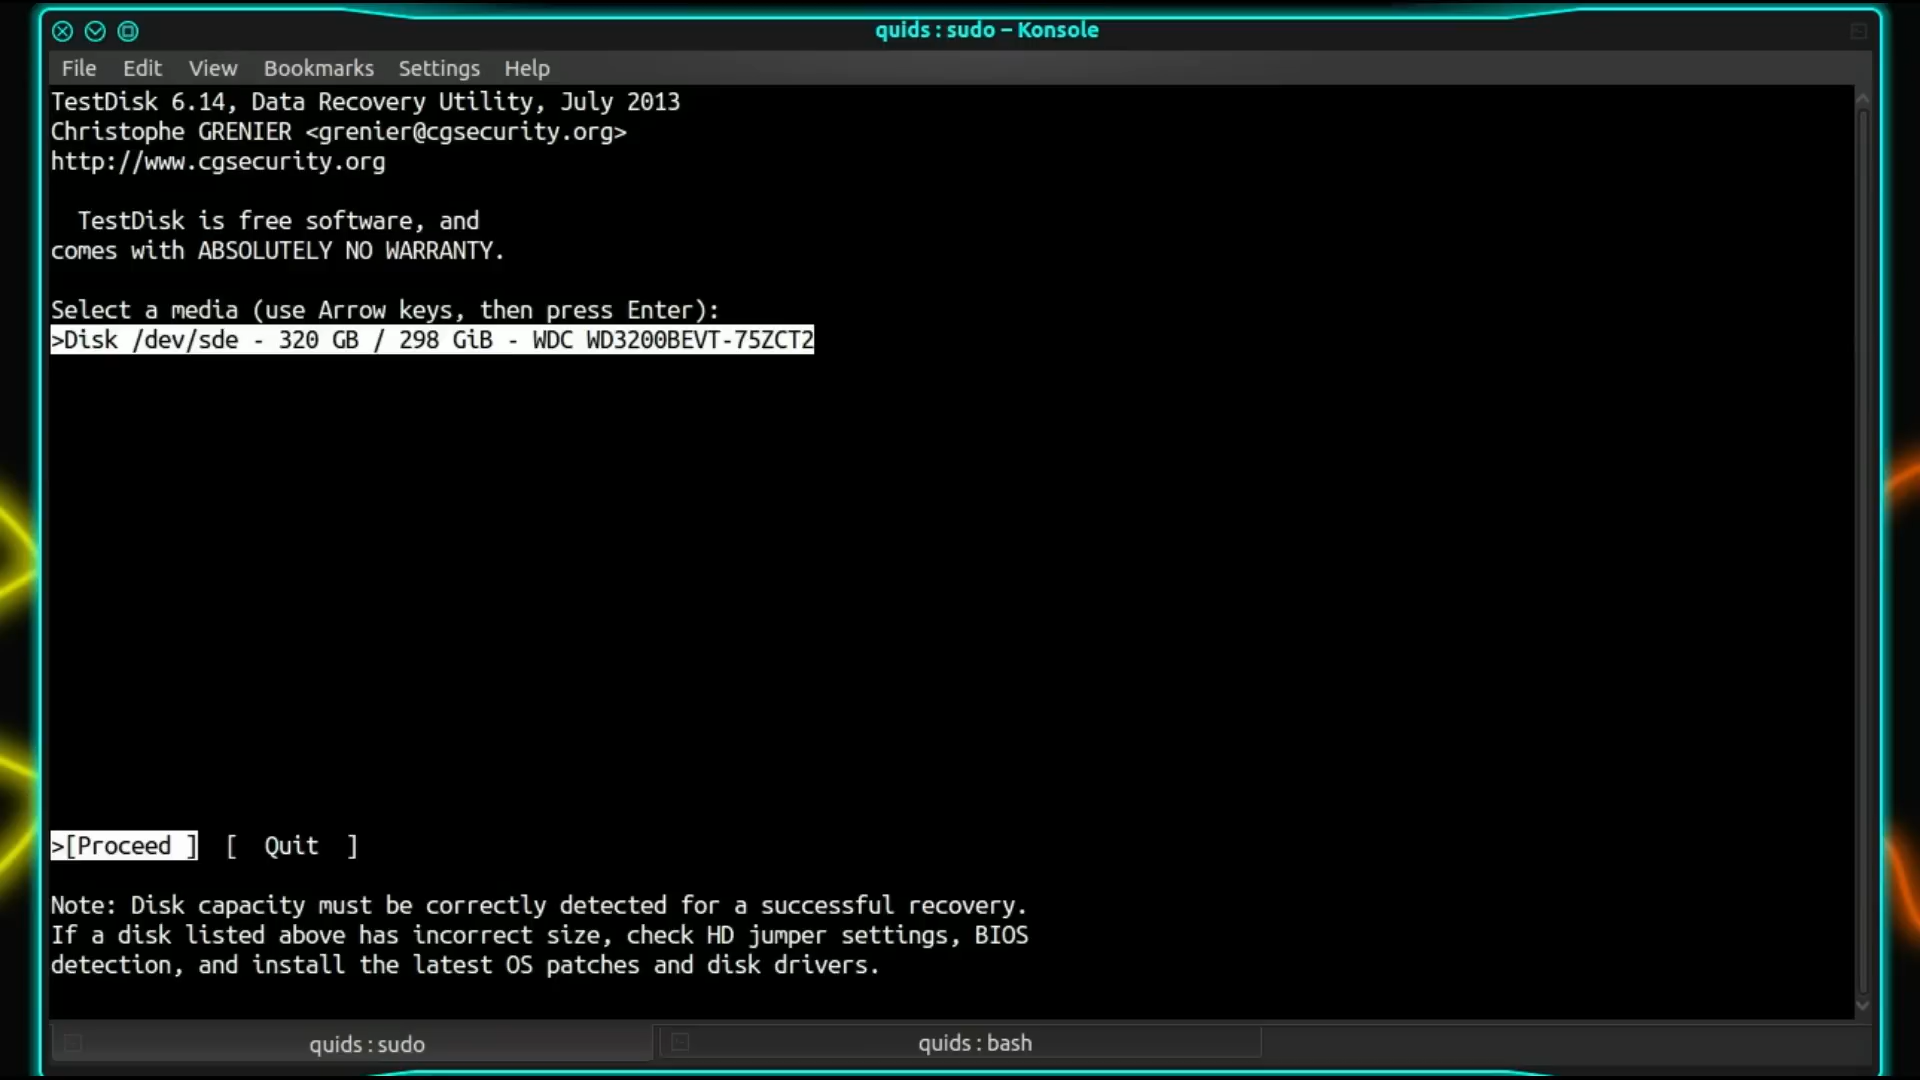 quids : sudo – Konsole
File Edit View Bookmarks Settings Help
TestDisk 6.14, Data Recovery Utility, July 2013
Christophe GRENIER <grenier@cgsecurity.org>
http://www.cgsecurity.org
TestDisk is free software, and
comes with ABSOLUTELY NO WARRANTY.
Select a media (use Arrow keys, then press Enter):
>Disk /dev/sde - 320 GB / 298 GiB - WDC WD3200BEVT-75ZCT2
>[Proceed ]  [  Quit  ]
Note: Disk capacity must be correctly detected for a successful recovery.
If a disk listed above has incorrect size, check HD jumper settings, BIOS
detection, and install the latest OS patches and disk drivers.
quids : sudo quids : bash